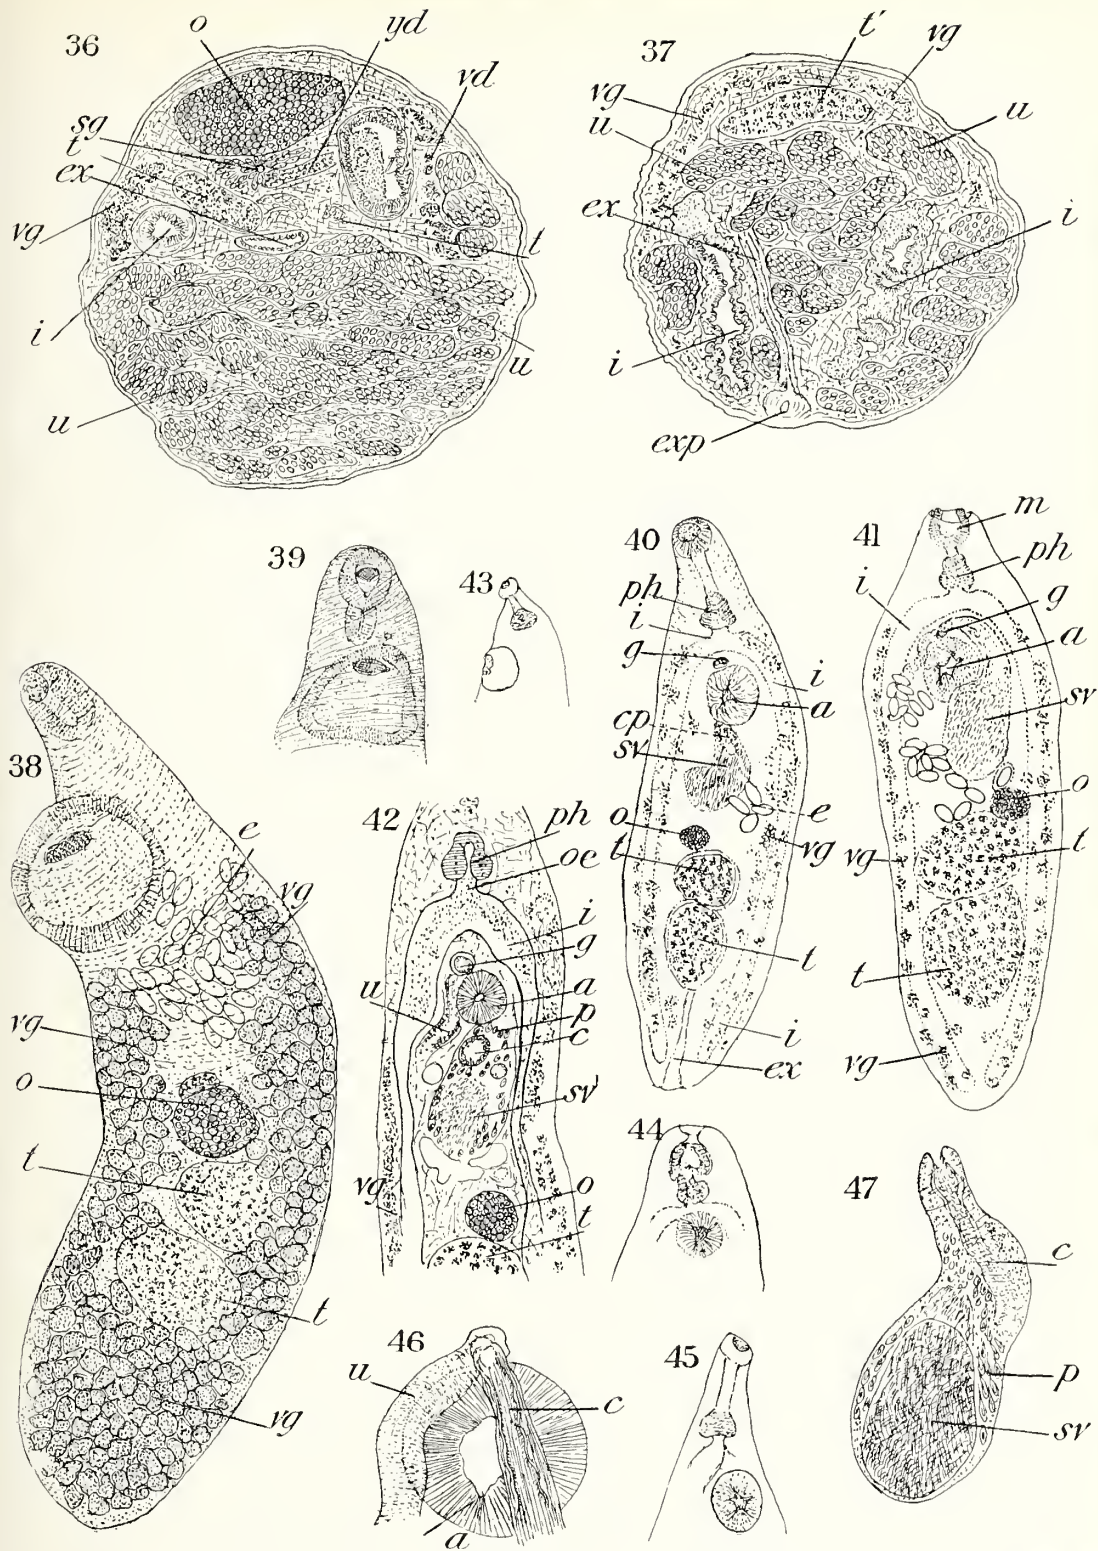 36
o
yd
vd
sg
t
ex
vg
t
i
u
u
37
t'
vg
vg
u
u
ex
i
i
exp
39
43
40
ph
i
g
i
a
cp
sv
e
o
t
vg
t
i
ex
41
m
ph
i
g
a
sv
o
vg
t
t
vg
38
e
vg
vg
o
t
t
vg
42
ph
oe
i
g
u
a
p
c
sv
vg
o
t
44
47
c
p
sv
46
u
c
a
45